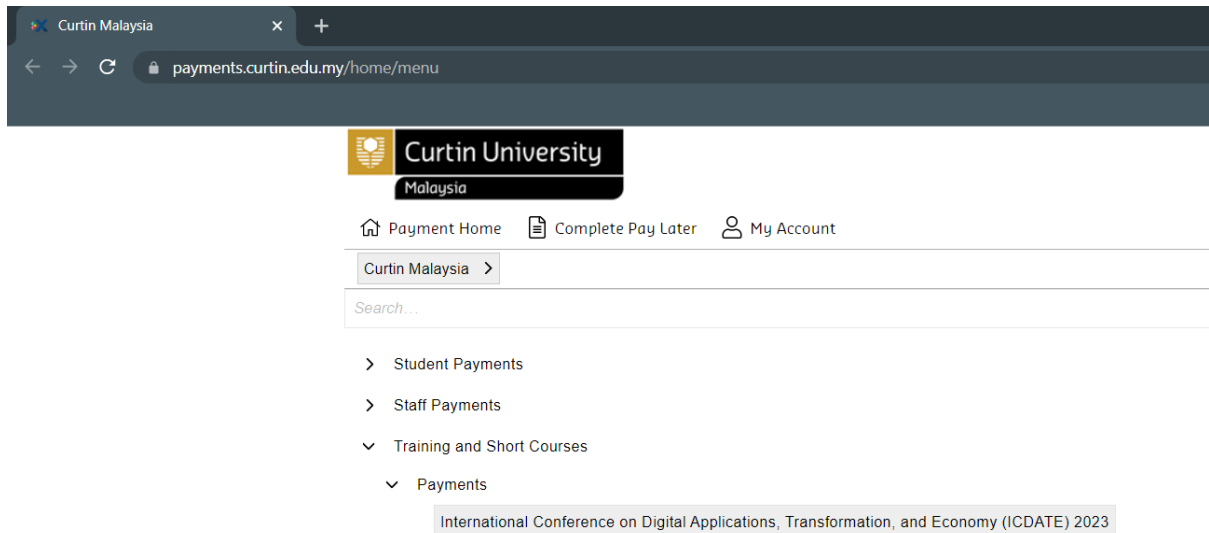 Curtin Malaysia
payments.curtin.edu.my/home/menu
Curtin University
Malaysia
Payment Home Complete Pay Later My Account
Curtin Malaysia
Search...
Student Payments
Staff Payments
Training and Short Courses
Payments
International Conference on Digital Applications, Transformation, and Economy (ICDATE) 2023